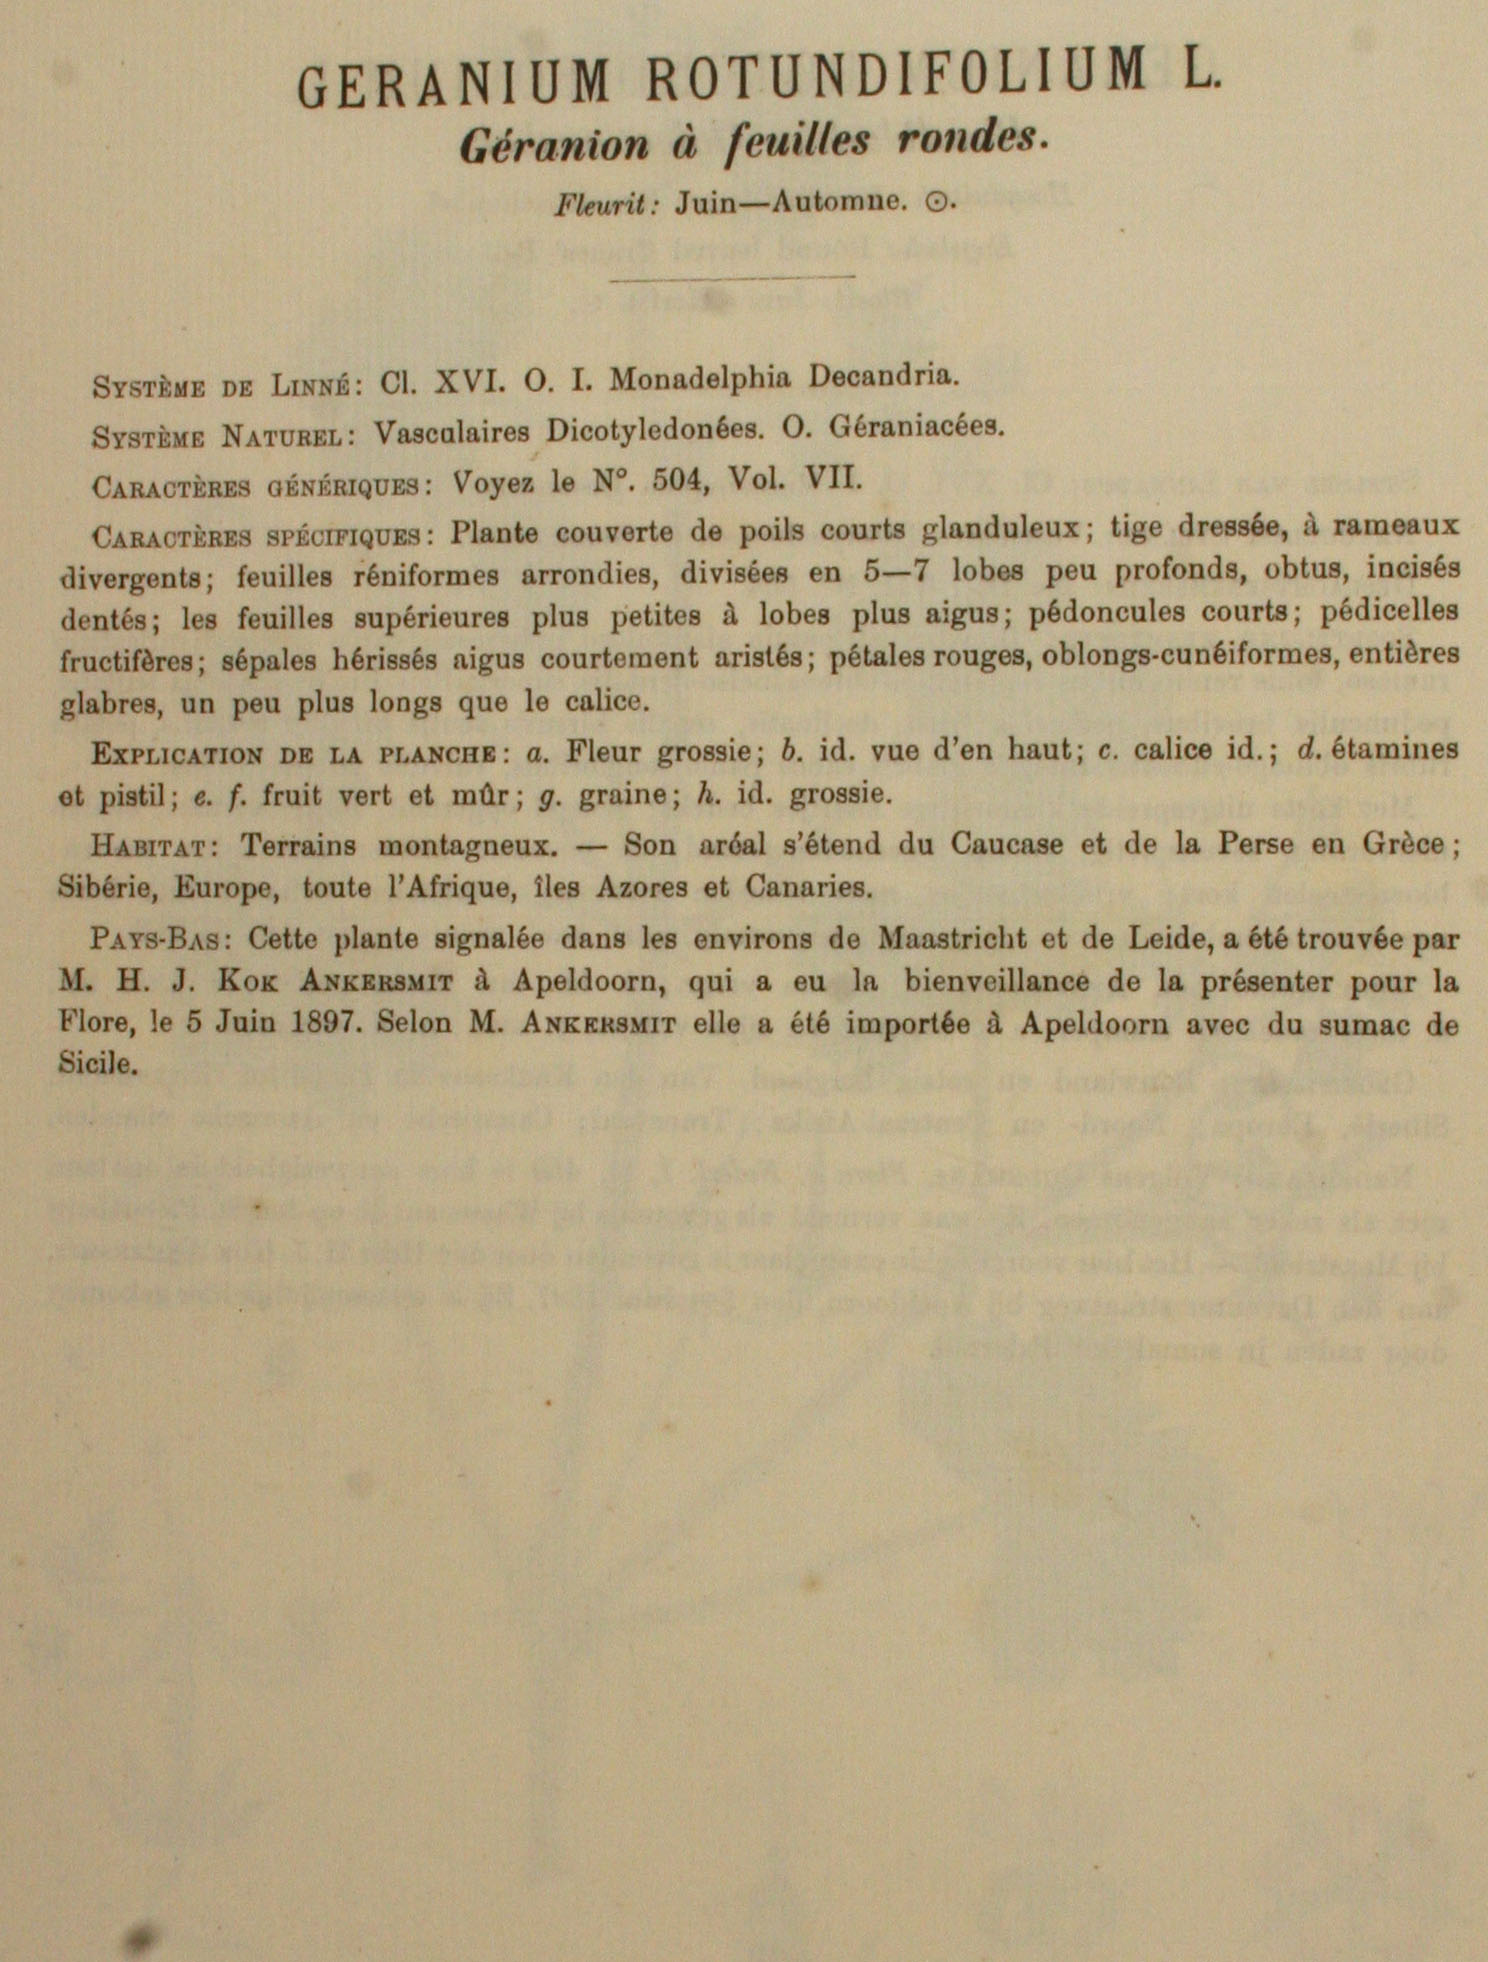 GERANIUM ROTUNDIFOLIUM L.
Géranion à feuilles rondes.
Fleurit: Juin—Automne. ⊙.
Système de Linné: Cl. XVI. O. I. Monadelphia Decandria.
Système Naturel: Vasculaires Dicotyledonées. O. Géraniacées.
Caractères génériques: Voyez le N°. 504, Vol. VII.
Caractères spécifiques: Plante couverte de poils courts glanduleux; tige dressée, à rameaux
divergents; feuilles réniformes arrondies, divisées en 5—7 lobes peu profonds, obtus, incisés
dentés; les feuilles supérieures plus petites à lobes plus aigus; pédoncules courts; pédicelles
fructifères; sépales hérissés aigus courtement aristés; pétales rouges, oblongs-cunéiformes, entières
glabres, un peu plus longs que le calice.
Explication de la planche: a. Fleur grossie; b. id. vue d'en haut; c. calice id.; d. étamines
et pistil; e. f. fruit vert et mûr; g. graine; h. id. grossie.
Habitat: Terrains montagneux. — Son aréal s'étend du Caucase et de la Perse en Grèce;
Sibérie, Europe, toute l'Afrique, îles Azores et Canaries.
Pays-Bas: Cette plante signalée dans les environs de Maastricht et de Leide, a été trouvée par
M. H. J. Kok Ankersmit à Apeldoorn, qui a eu la bienveillance de la présenter pour la
Flore, le 5 Juin 1897. Selon M. Ankersmit elle a été importée à Apeldoorn avec du sumac de
Sicile.